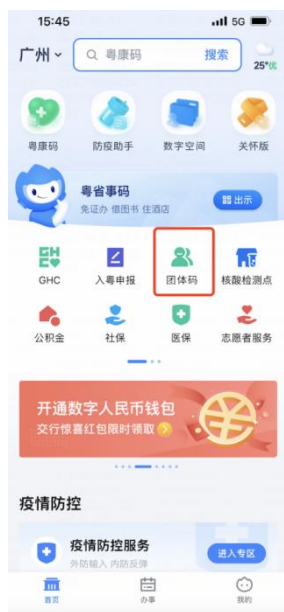 15:45 5G
广州 粤康码 搜索 25°优
粤康码 防疫助手 数字空间 关怀版
粤省事码
免证办 借图书 住酒店 出示
GHC 入粤申报 团体码 核酸检测点
公积金 社保 医保 志愿者服务
开通数字人民币钱包
交行惊喜红包限时领取
疫情防控
疫情防控服务
外防输入 内防反弹 进入专区
首页 办事 我的